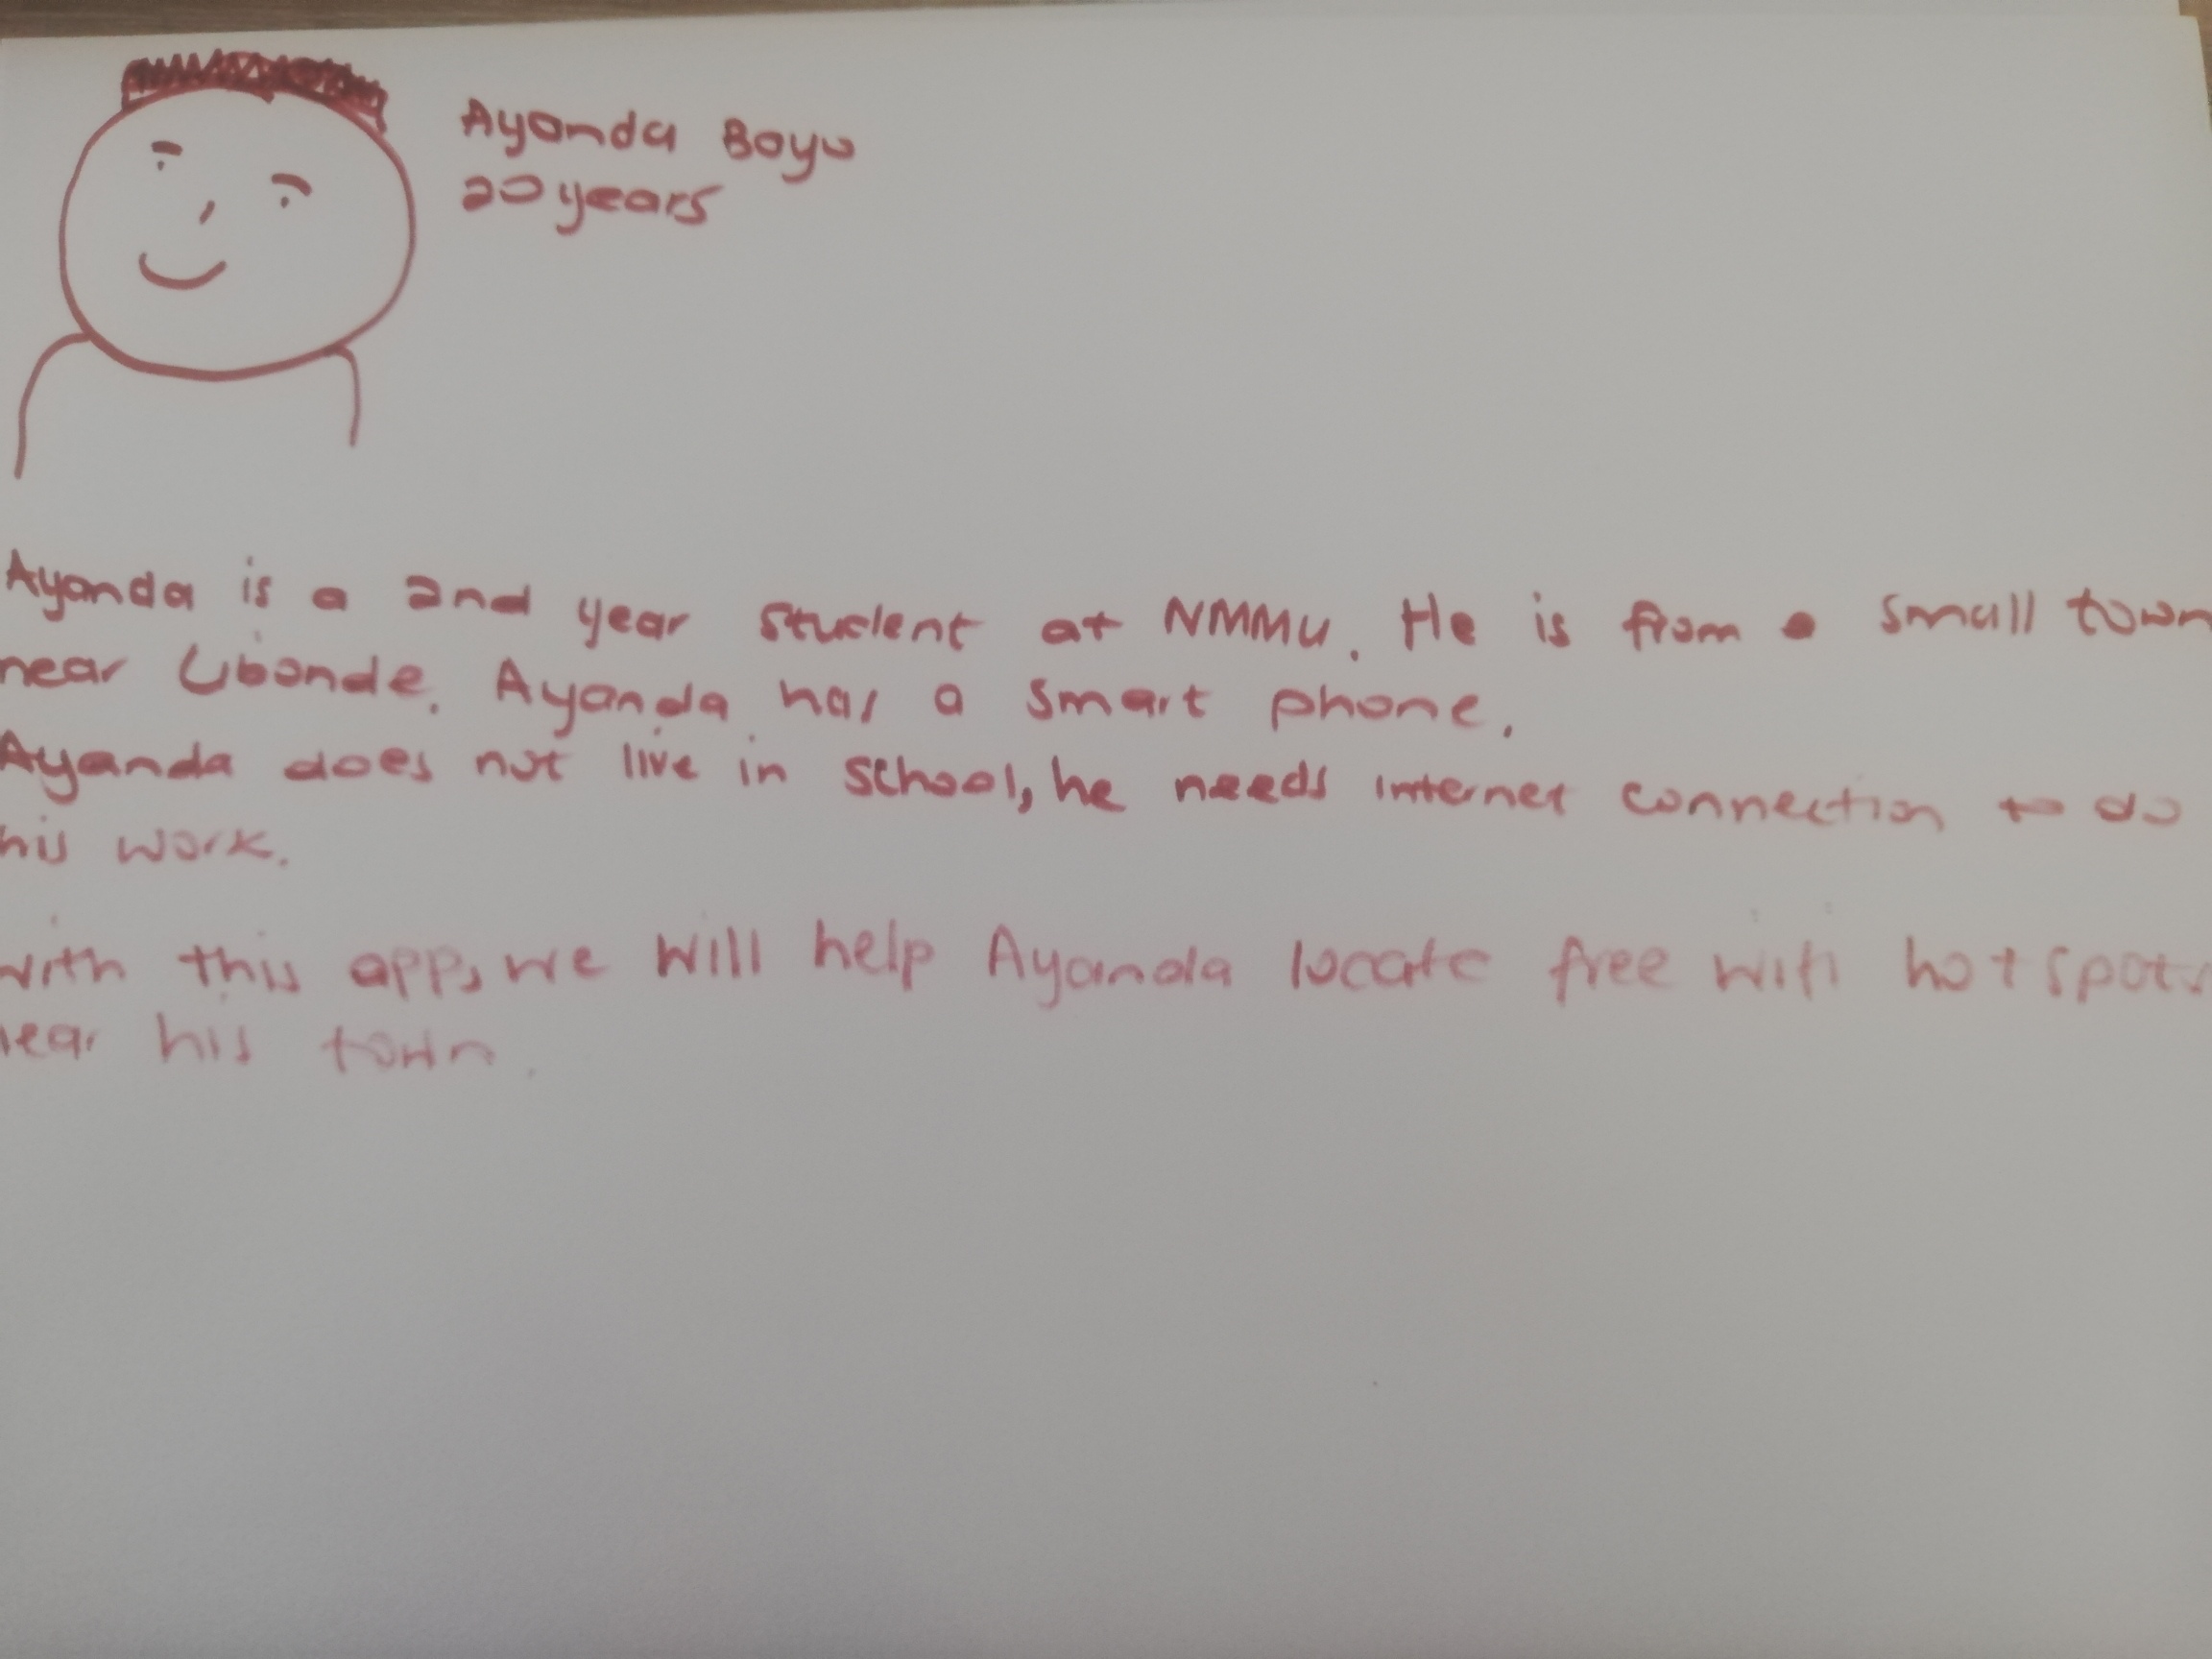 Ayanda Boyu
20 years
Ayanda is a 2nd year student at NMMU. He is from a small town
near Libonde. Ayanda has a smart phone.
Ayanda does not live in school, he needs internet connection to do
his work.
with this app, we will help Ayanda locate free wifi hotspots
near his town.